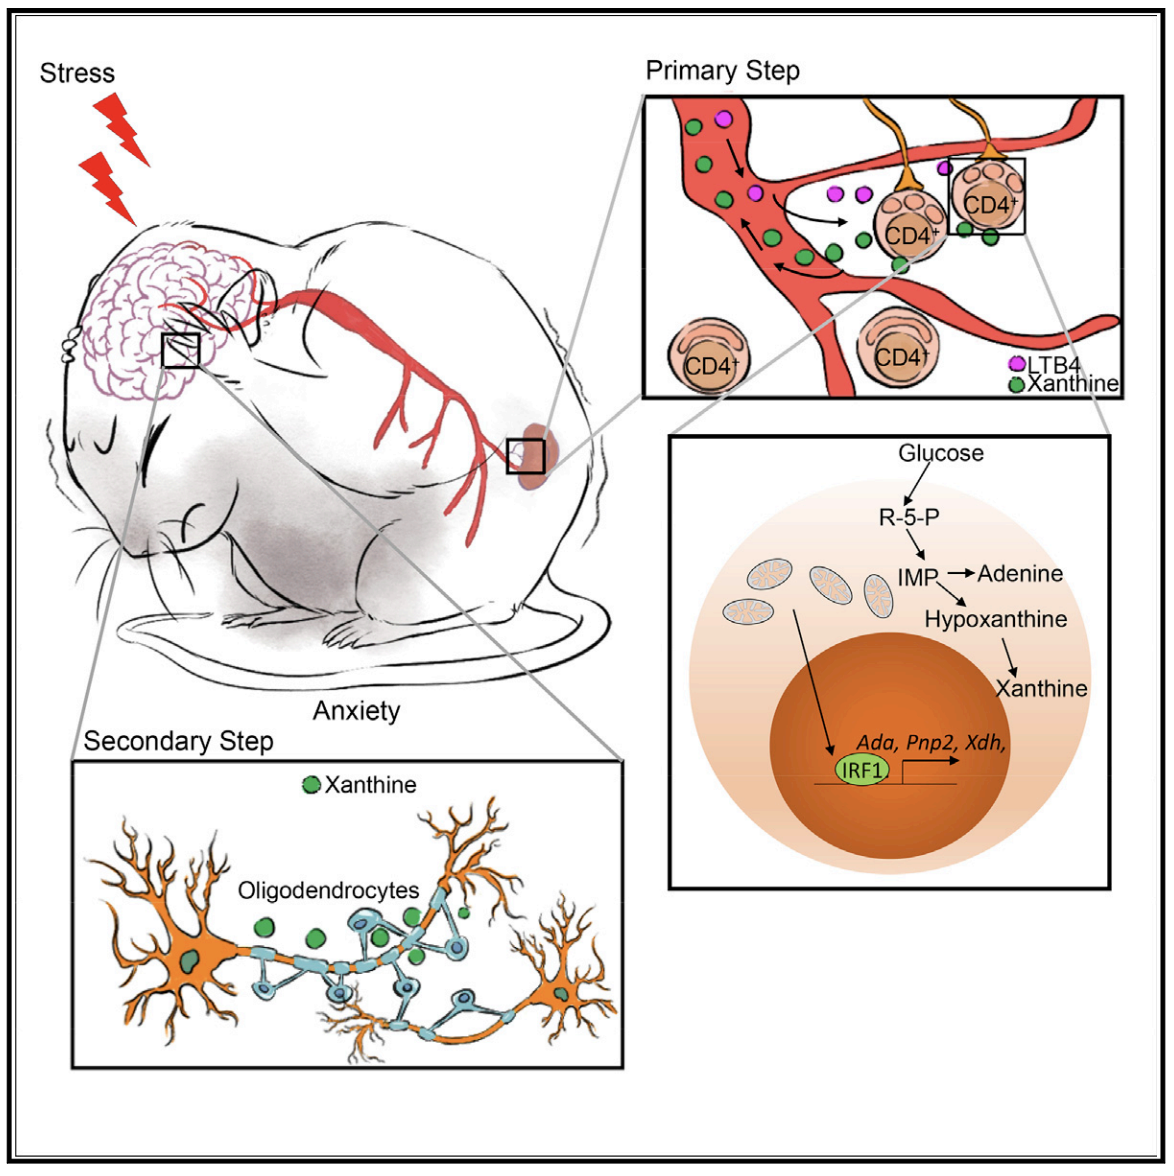 Stress
Primary Step
CD4⁺
CD4⁺
CD4⁺
CD4⁺
LTB4
Xanthine
Glucose
R-5-P
IMP Adenine
Hypoxanthine
Xanthine
Ada, Pnp2, Xdh,
IRF1
Anxiety
Secondary Step
Xanthine
Oligodendrocytes